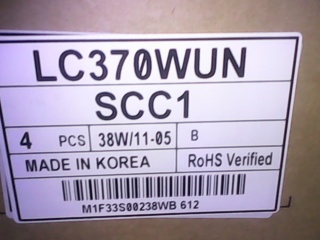 LC370WUN
SCC1
4 PCS 38W/11-05 B
MADE IN KOREA RoHS Verified
M1F33S00238WB 612